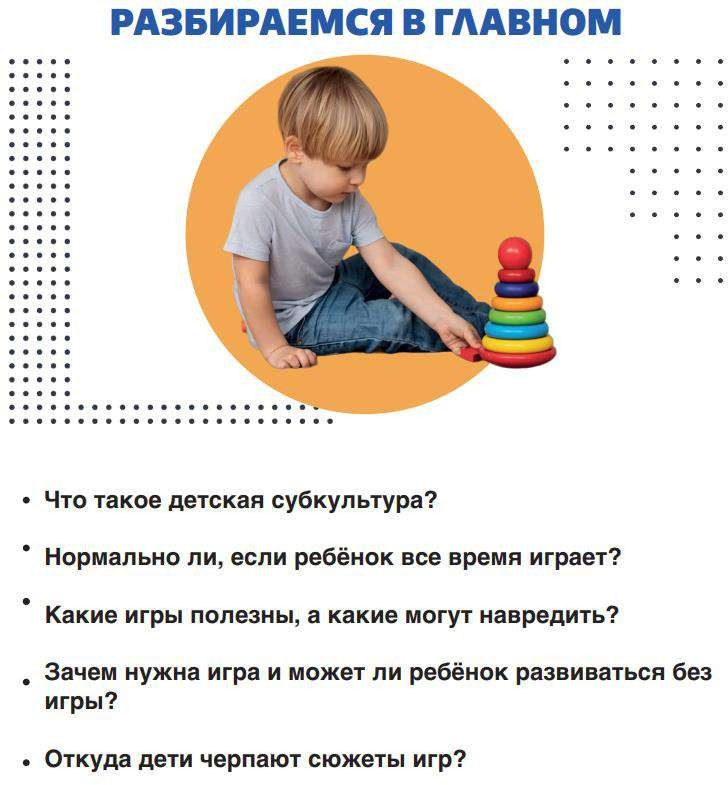 РАЗБИРАЕМСЯ В ГЛАВНОМ
• Что такое детская субкультура?
• Нормально ли, если ребёнок все время играет?
• Какие игры полезны, а какие могут навредить?
• Зачем нужна игра и может ли ребёнок развиваться без
игры?
• Откуда дети черпают сюжеты игр?